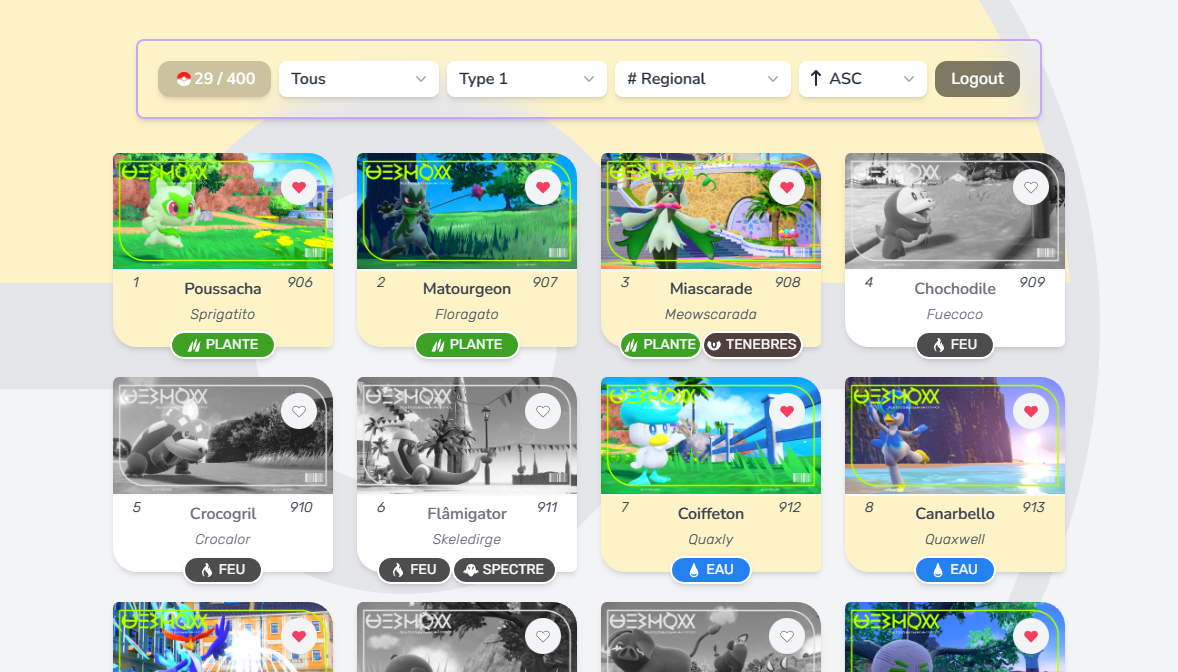 29 / 400
Tous
Type 1
# Regional
ASC
Logout
1
Poussacha
906
Sprigatito
PLANTE
2
Matourgeon
907
Floragato
PLANTE
3
Miascarade
908
Meowscarada
PLANTE
TENEBRES
4
Chochodile
909
Fuecoco
FEU
5
Crocogril
910
Crocalor
FEU
6
Flâmigator
911
Skeledirge
FEU
SPECTRE
7
Coiffeton
912
Quaxly
EAU
8
Canarbello
913
Quaxwell
EAU